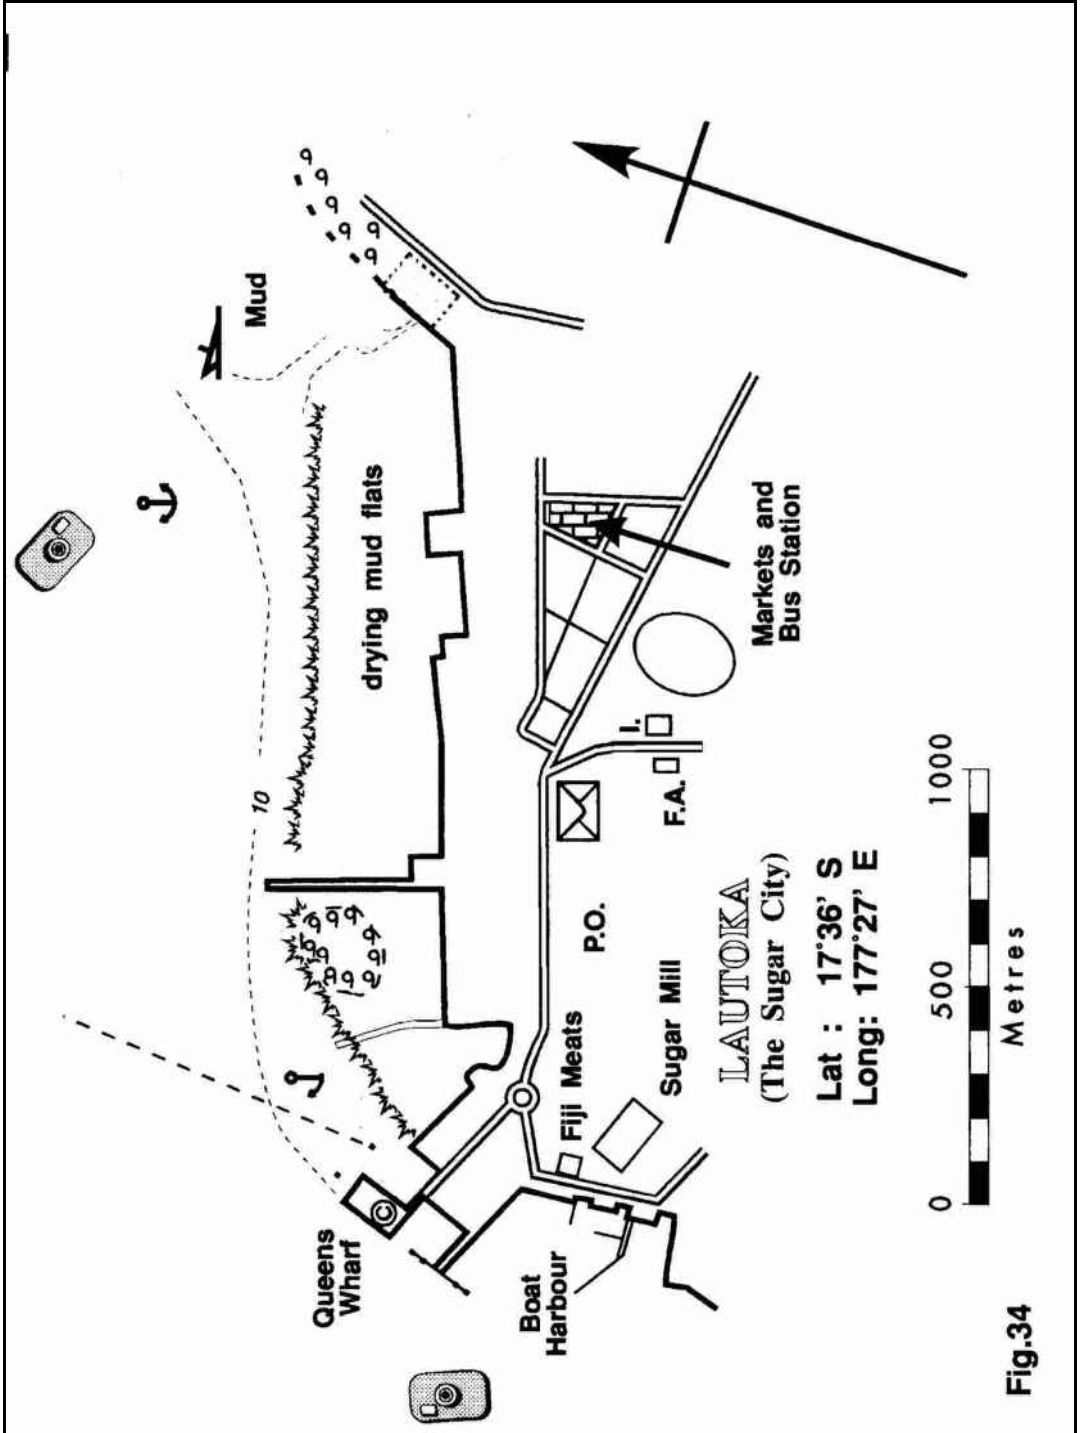 Mud
drying mud flats
10
Queens
Wharf
C
Boat
Harbour
Fiji Meats
P.O.
Sugar Mill
F.A.
I.
Markets and
Bus Station
LAUTOKA
(The Sugar City)
Lat : 17°36' S
Long: 177°27' E
0 500 1000
Metres
Fig.34